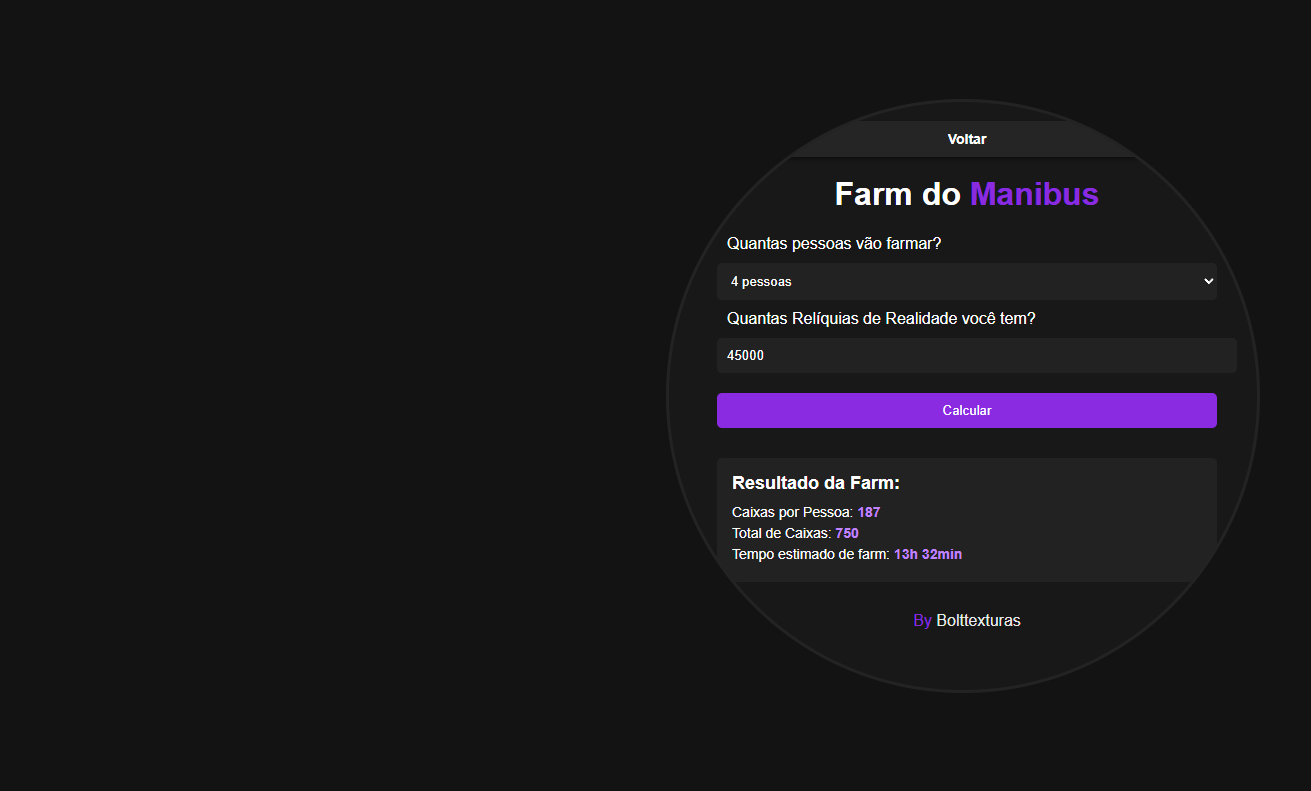 Voltar
Farm do Manibus
Quantas pessoas vão farmar?
4 pessoas
Quantas Relíquias de Realidade você tem?
45000
Calcular
Resultado da Farm:
Caixas por Pessoa: 187
Total de Caixas: 750
Tempo estimado de farm: 13h 32min
By Bolttexturas